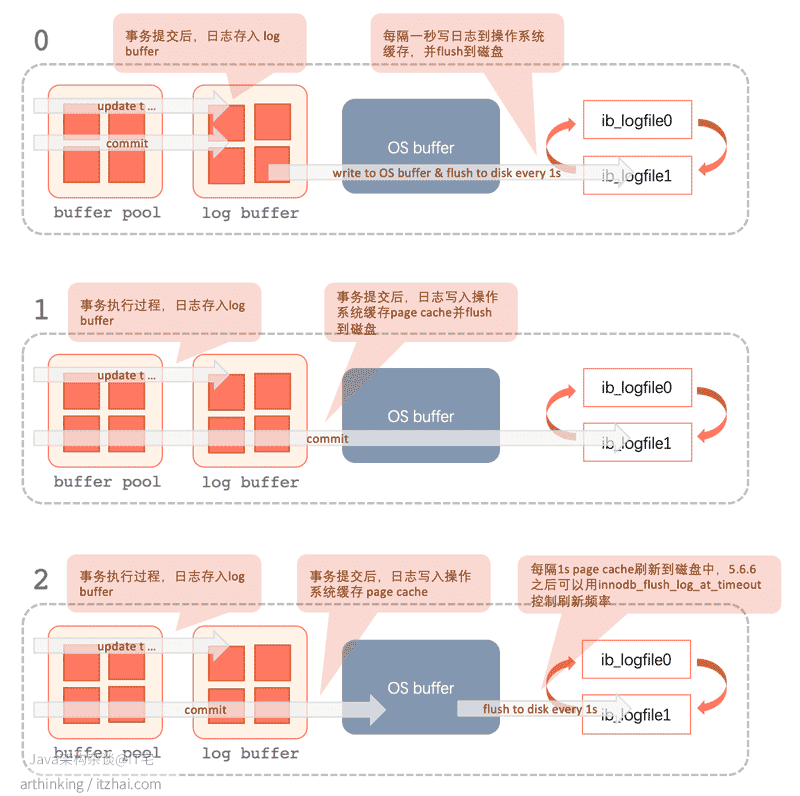 0
事务提交后，日志存入 log
buffer
每隔一秒写日志到操作系统
缓存，并flush到磁盘
update t ...
commit
OS buffer
write to OS buffer & flush to disk every 1s
ib_logfile0
ib_logfile1
buffer pool
log buffer
1
事务执行过程，日志存入log
buffer
事务提交后，日志写入操作
系统缓存page cache并flush
到磁盘
update t ...
OS buffer
commit
ib_logfile0
ib_logfile1
buffer pool
log buffer
2
事务执行过程，日志存入log
buffer
事务提交后，日志写入操作
系统缓存 page cache
每隔1s page cache刷新到磁盘中，5.6.6
之后可以用innodb_flush_log_at_timeout
控制刷新频率
update t ...
OS buffer
commit
flush to disk every 1s
ib_logfile0
ib_logfile1
buffer pool
log buffer
Java架构杂谈@IT宅
arthinking / itzhai.com